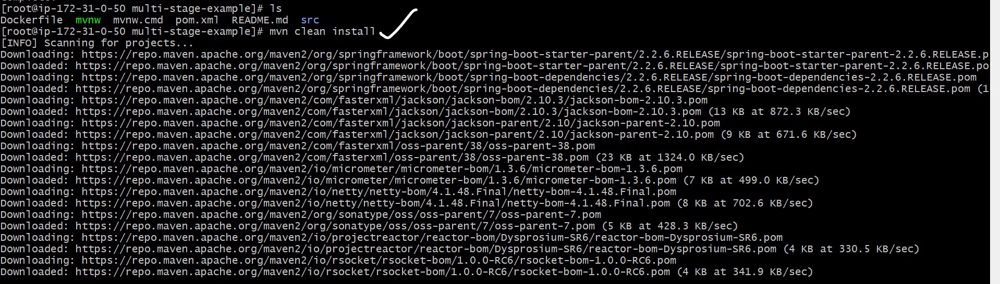 [root@ip-172-31-0-50 multi-stage-example]# ls
Dockerfile  mvnw  mvnw.cmd  pom.xml  README.md  src
[root@ip-172-31-0-50 multi-stage-example]# mvn clean install
[INFO] Scanning for projects...
Downloading: https://repo.maven.apache.org/maven2/org/springframework/boot/spring-boot-starter-parent/2.2.6.RELEASE/spring-boot-starter-parent-2.2.6.RELEASE.p
Downloaded: https://repo.maven.apache.org/maven2/org/springframework/boot/spring-boot-starter-parent/2.2.6.RELEASE/spring-boot-starter-parent-2.2.6.RELEASE.po
Downloading: https://repo.maven.apache.org/maven2/org/springframework/boot/spring-boot-dependencies/2.2.6.RELEASE/spring-boot-dependencies-2.2.6.RELEASE.pom
Downloaded: https://repo.maven.apache.org/maven2/org/springframework/boot/spring-boot-dependencies/2.2.6.RELEASE/spring-boot-dependencies-2.2.6.RELEASE.pom (1
Downloading: https://repo.maven.apache.org/maven2/com/fasterxml/jackson/jackson-bom/2.10.3/jackson-bom-2.10.3.pom
Downloaded: https://repo.maven.apache.org/maven2/com/fasterxml/jackson/jackson-bom/2.10.3/jackson-bom-2.10.3.pom (13 KB at 872.3 KB/sec)
Downloading: https://repo.maven.apache.org/maven2/com/fasterxml/jackson/jackson-parent/2.10/jackson-parent-2.10.pom
Downloaded: https://repo.maven.apache.org/maven2/com/fasterxml/jackson/jackson-parent/2.10/jackson-parent-2.10.pom (9 KB at 671.6 KB/sec)
Downloading: https://repo.maven.apache.org/maven2/com/fasterxml/oss-parent/38/oss-parent-38.pom
Downloaded: https://repo.maven.apache.org/maven2/com/fasterxml/oss-parent/38/oss-parent-38.pom (23 KB at 1324.0 KB/sec)
Downloading: https://repo.maven.apache.org/maven2/io/micrometer/micrometer-bom/1.3.6/micrometer-bom-1.3.6.pom
Downloaded: https://repo.maven.apache.org/maven2/io/micrometer/micrometer-bom/1.3.6/micrometer-bom-1.3.6.pom (7 KB at 499.0 KB/sec)
Downloading: https://repo.maven.apache.org/maven2/io/netty/netty-bom/4.1.48.Final/netty-bom-4.1.48.Final.pom
Downloaded: https://repo.maven.apache.org/maven2/io/netty/netty-bom/4.1.48.Final/netty-bom-4.1.48.Final.pom (8 KB at 702.6 KB/sec)
Downloading: https://repo.maven.apache.org/maven2/org/sonatype/oss/oss-parent/7/oss-parent-7.pom
Downloaded: https://repo.maven.apache.org/maven2/org/sonatype/oss/oss-parent/7/oss-parent-7.pom (5 KB at 428.3 KB/sec)
Downloading: https://repo.maven.apache.org/maven2/io/projectreactor/reactor-bom/Dysprosium-SR6/reactor-bom-Dysprosium-SR6.pom
Downloaded: https://repo.maven.apache.org/maven2/io/projectreactor/reactor-bom/Dysprosium-SR6/reactor-bom-Dysprosium-SR6.pom (4 KB at 330.5 KB/sec)
Downloading: https://repo.maven.apache.org/maven2/io/rsocket/rsocket-bom/1.0.0-RC6/rsocket-bom-1.0.0-RC6.pom
Downloaded: https://repo.maven.apache.org/maven2/io/rsocket/rsocket-bom/1.0.0-RC6/rsocket-bom-1.0.0-RC6.pom (4 KB at 341.9 KB/sec)